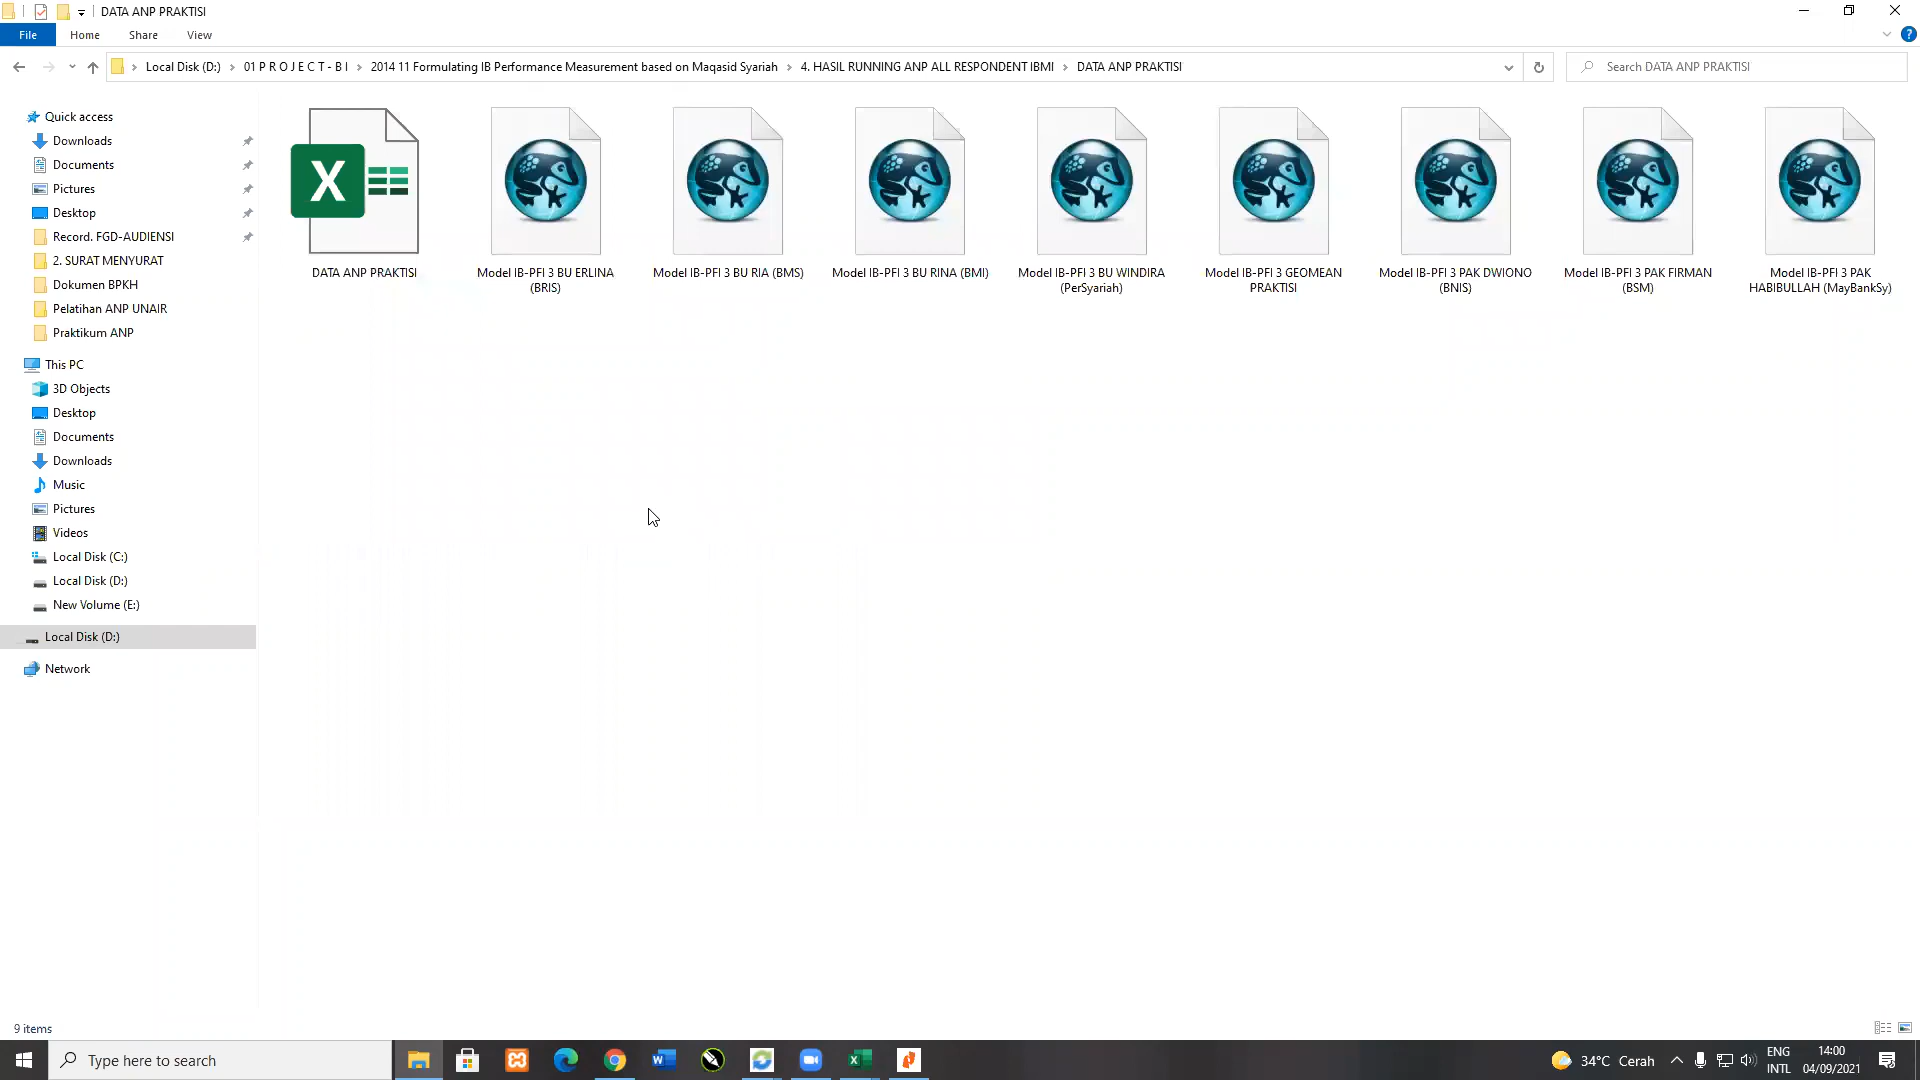 DATA ANP PRAKTISI
File Home Share View
Local Disk (D:) 01 P R O J E C T - B I 2014 11 Formulating IB Performance Measurement based on Maqasid Syariah 4. HASIL RUNNING ANP ALL RESPONDENT IBMI DATA ANP PRAKTISI Search DATA ANP PRAKTISI
Quick access
Downloads
Documents
Pictures
Desktop
Record. FGD-AUDIENSI
2. SURAT MENYURAT
Dokumen BPKH
Pelatihan ANP UNAIR
Praktikum ANP
This PC
3D Objects
Desktop
Documents
Downloads
Music
Pictures
Videos
Local Disk (C:)
Local Disk (D:)
New Volume (E:)
Local Disk (D:)
Network
DATA ANP PRAKTISI
Model IB-PFI 3 BU ERLINA
(BRIS)
Model IB-PFI 3 BU RIA (BMS)
Model IB-PFI 3 BU RINA (BMI)
Model IB-PFI 3 BU WINDIRA
(PerSyariah)
Model IB-PFI 3 GEOMEAN
PRAKTISI
Model IB-PFI 3 PAK DWIONO
(BNIS)
Model IB-PFI 3 PAK FIRMAN
(BSM)
Model IB-PFI 3 PAK
HABIBULLAH (MayBankSy)
9 items
Type here to search
34°C Cerah
ENG
INTL
14:00
04/09/2021